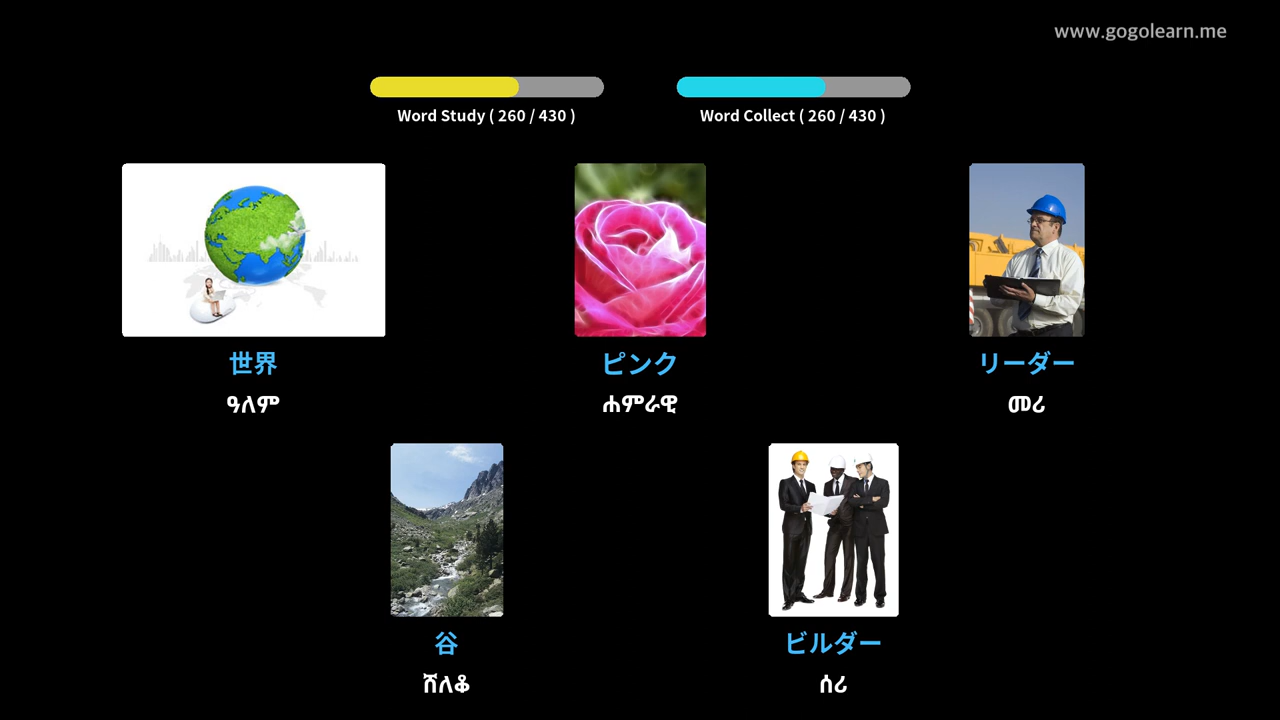 www.gogolearn.me
Word Study ( 260 / 430 )
Word Collect ( 260 / 430 )
世界
ዓለም
ピンク
ሐምራዊ
リーダー
መሪ
谷
ሸለቆ
ビルダー
ሰሪ